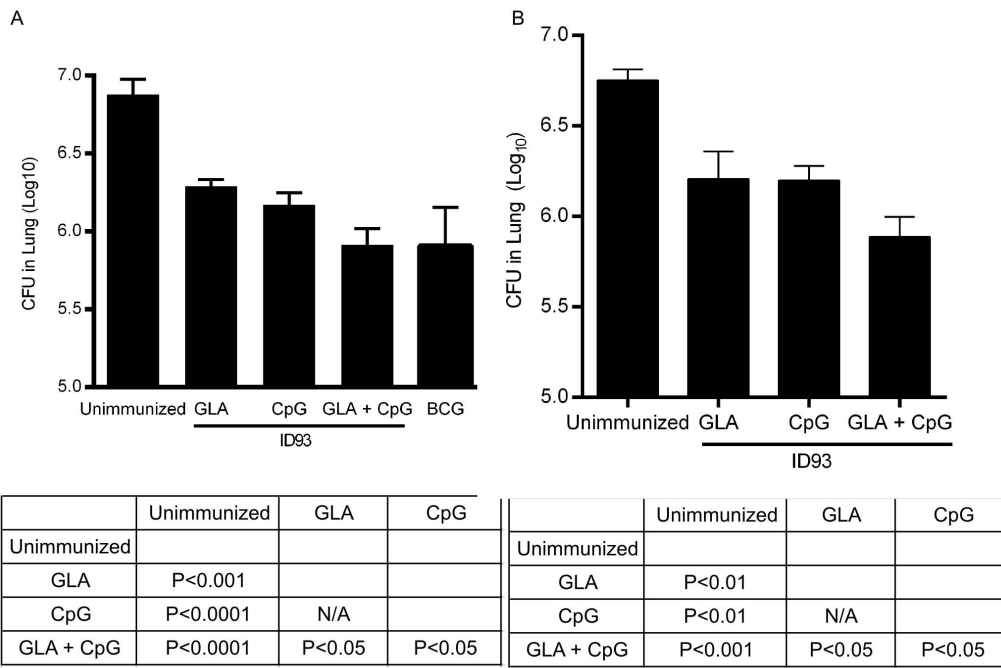 A
CFU in Lung (Log10)
7.0
6.5
6.0
5.5
5.0
Unimmunized GLA CpG GLA + CpG BCG
ID93
B
CFU in Lung (Log10)
7.0
6.5
6.0
5.5
5.0
Unimmunized GLA CpG GLA + CpG
ID93
Unimmunized GLA CpG
Unimmunized
GLA P<0.001
CpG P<0.0001 N/A
GLA + CpG P<0.0001 P<0.05 P<0.05
Unimmunized GLA CpG
Unimmunized
GLA P<0.01
CpG P<0.01 N/A
GLA + CpG P<0.001 P<0.05 P<0.05